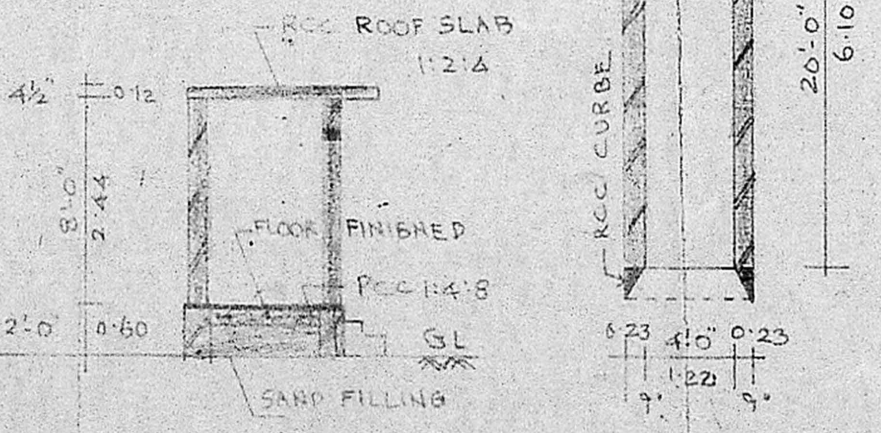 RCC ROOF SLAB
1:2:4
4½" 0.12
8'-0"
2.44
FLOOR FINISHED
PCC 1:4:8
2'-0" 0.60
GL
SAND FILLING
RCC CURBE
20'-0"
6.10
0.23 4'-0" 0.23
1.22
9" 9"